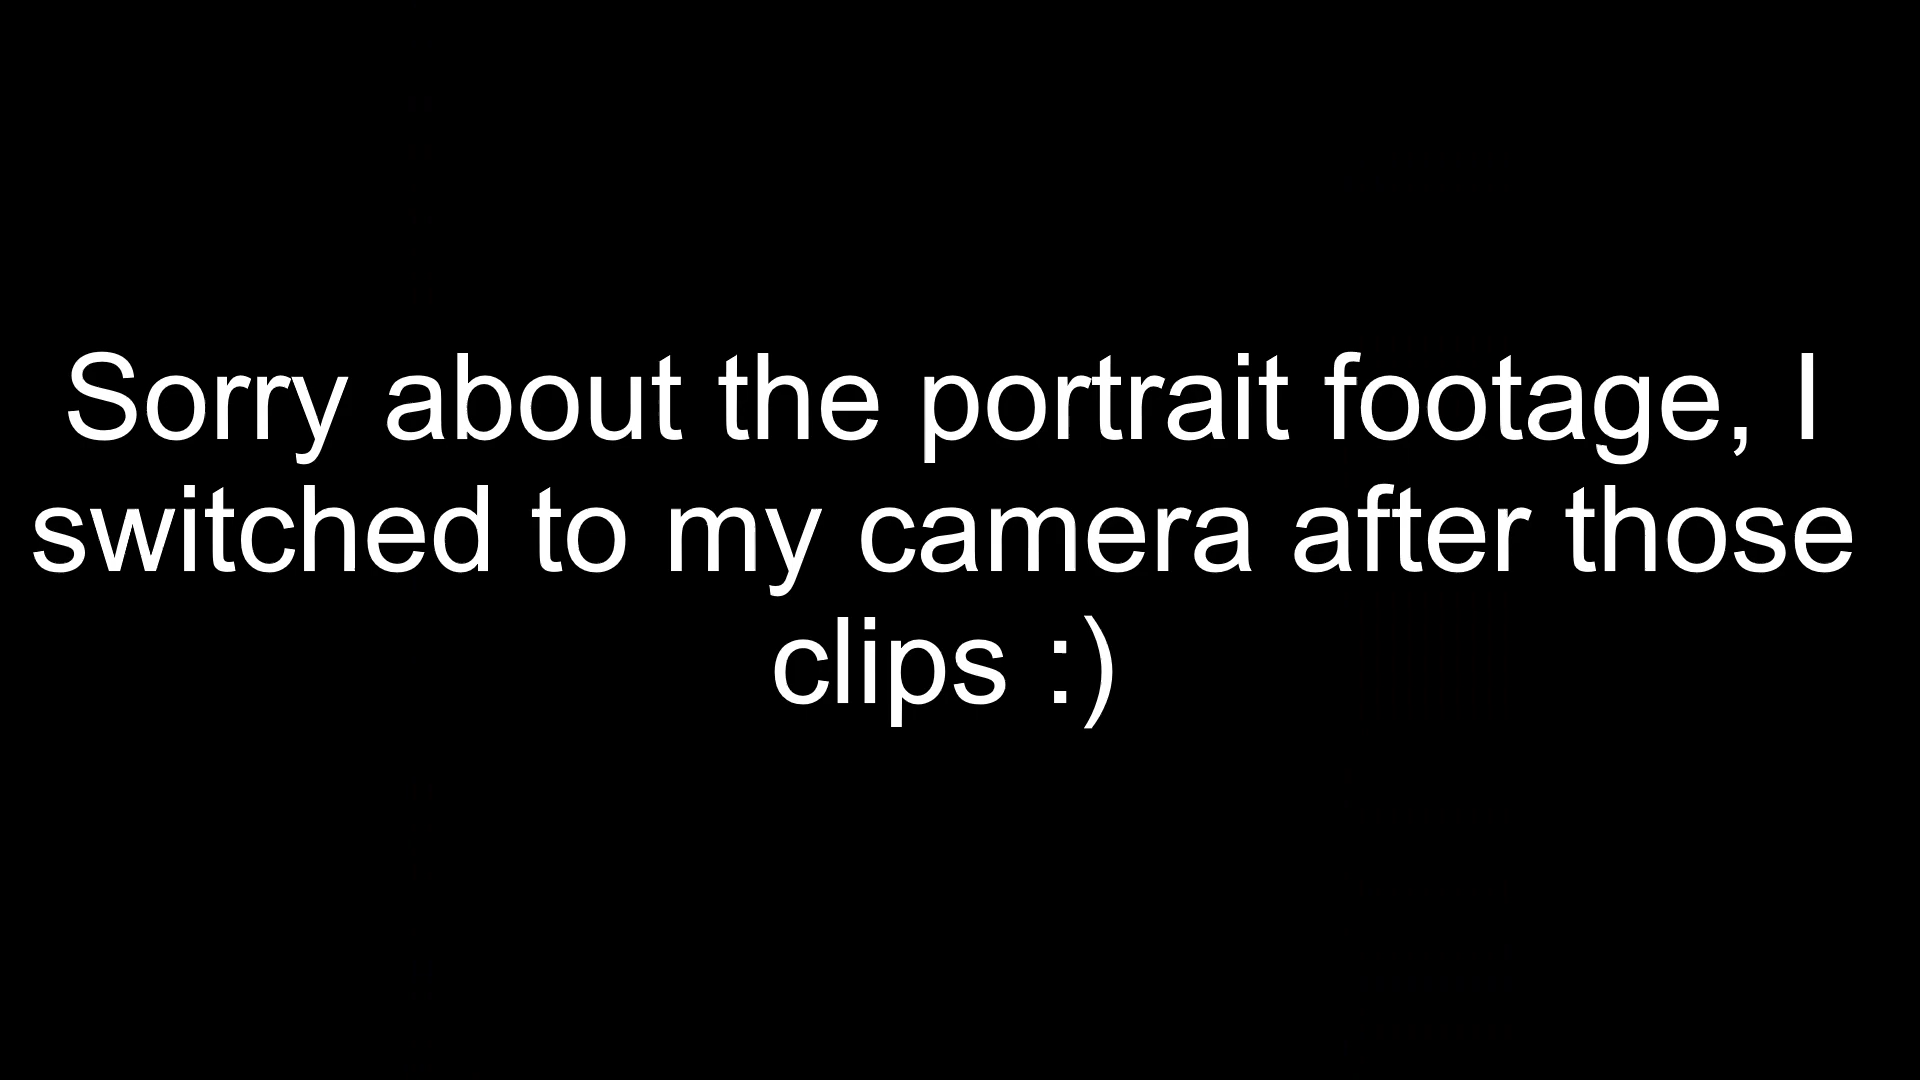 Sorry about the portrait footage, I
switched to my camera after those
clips :)